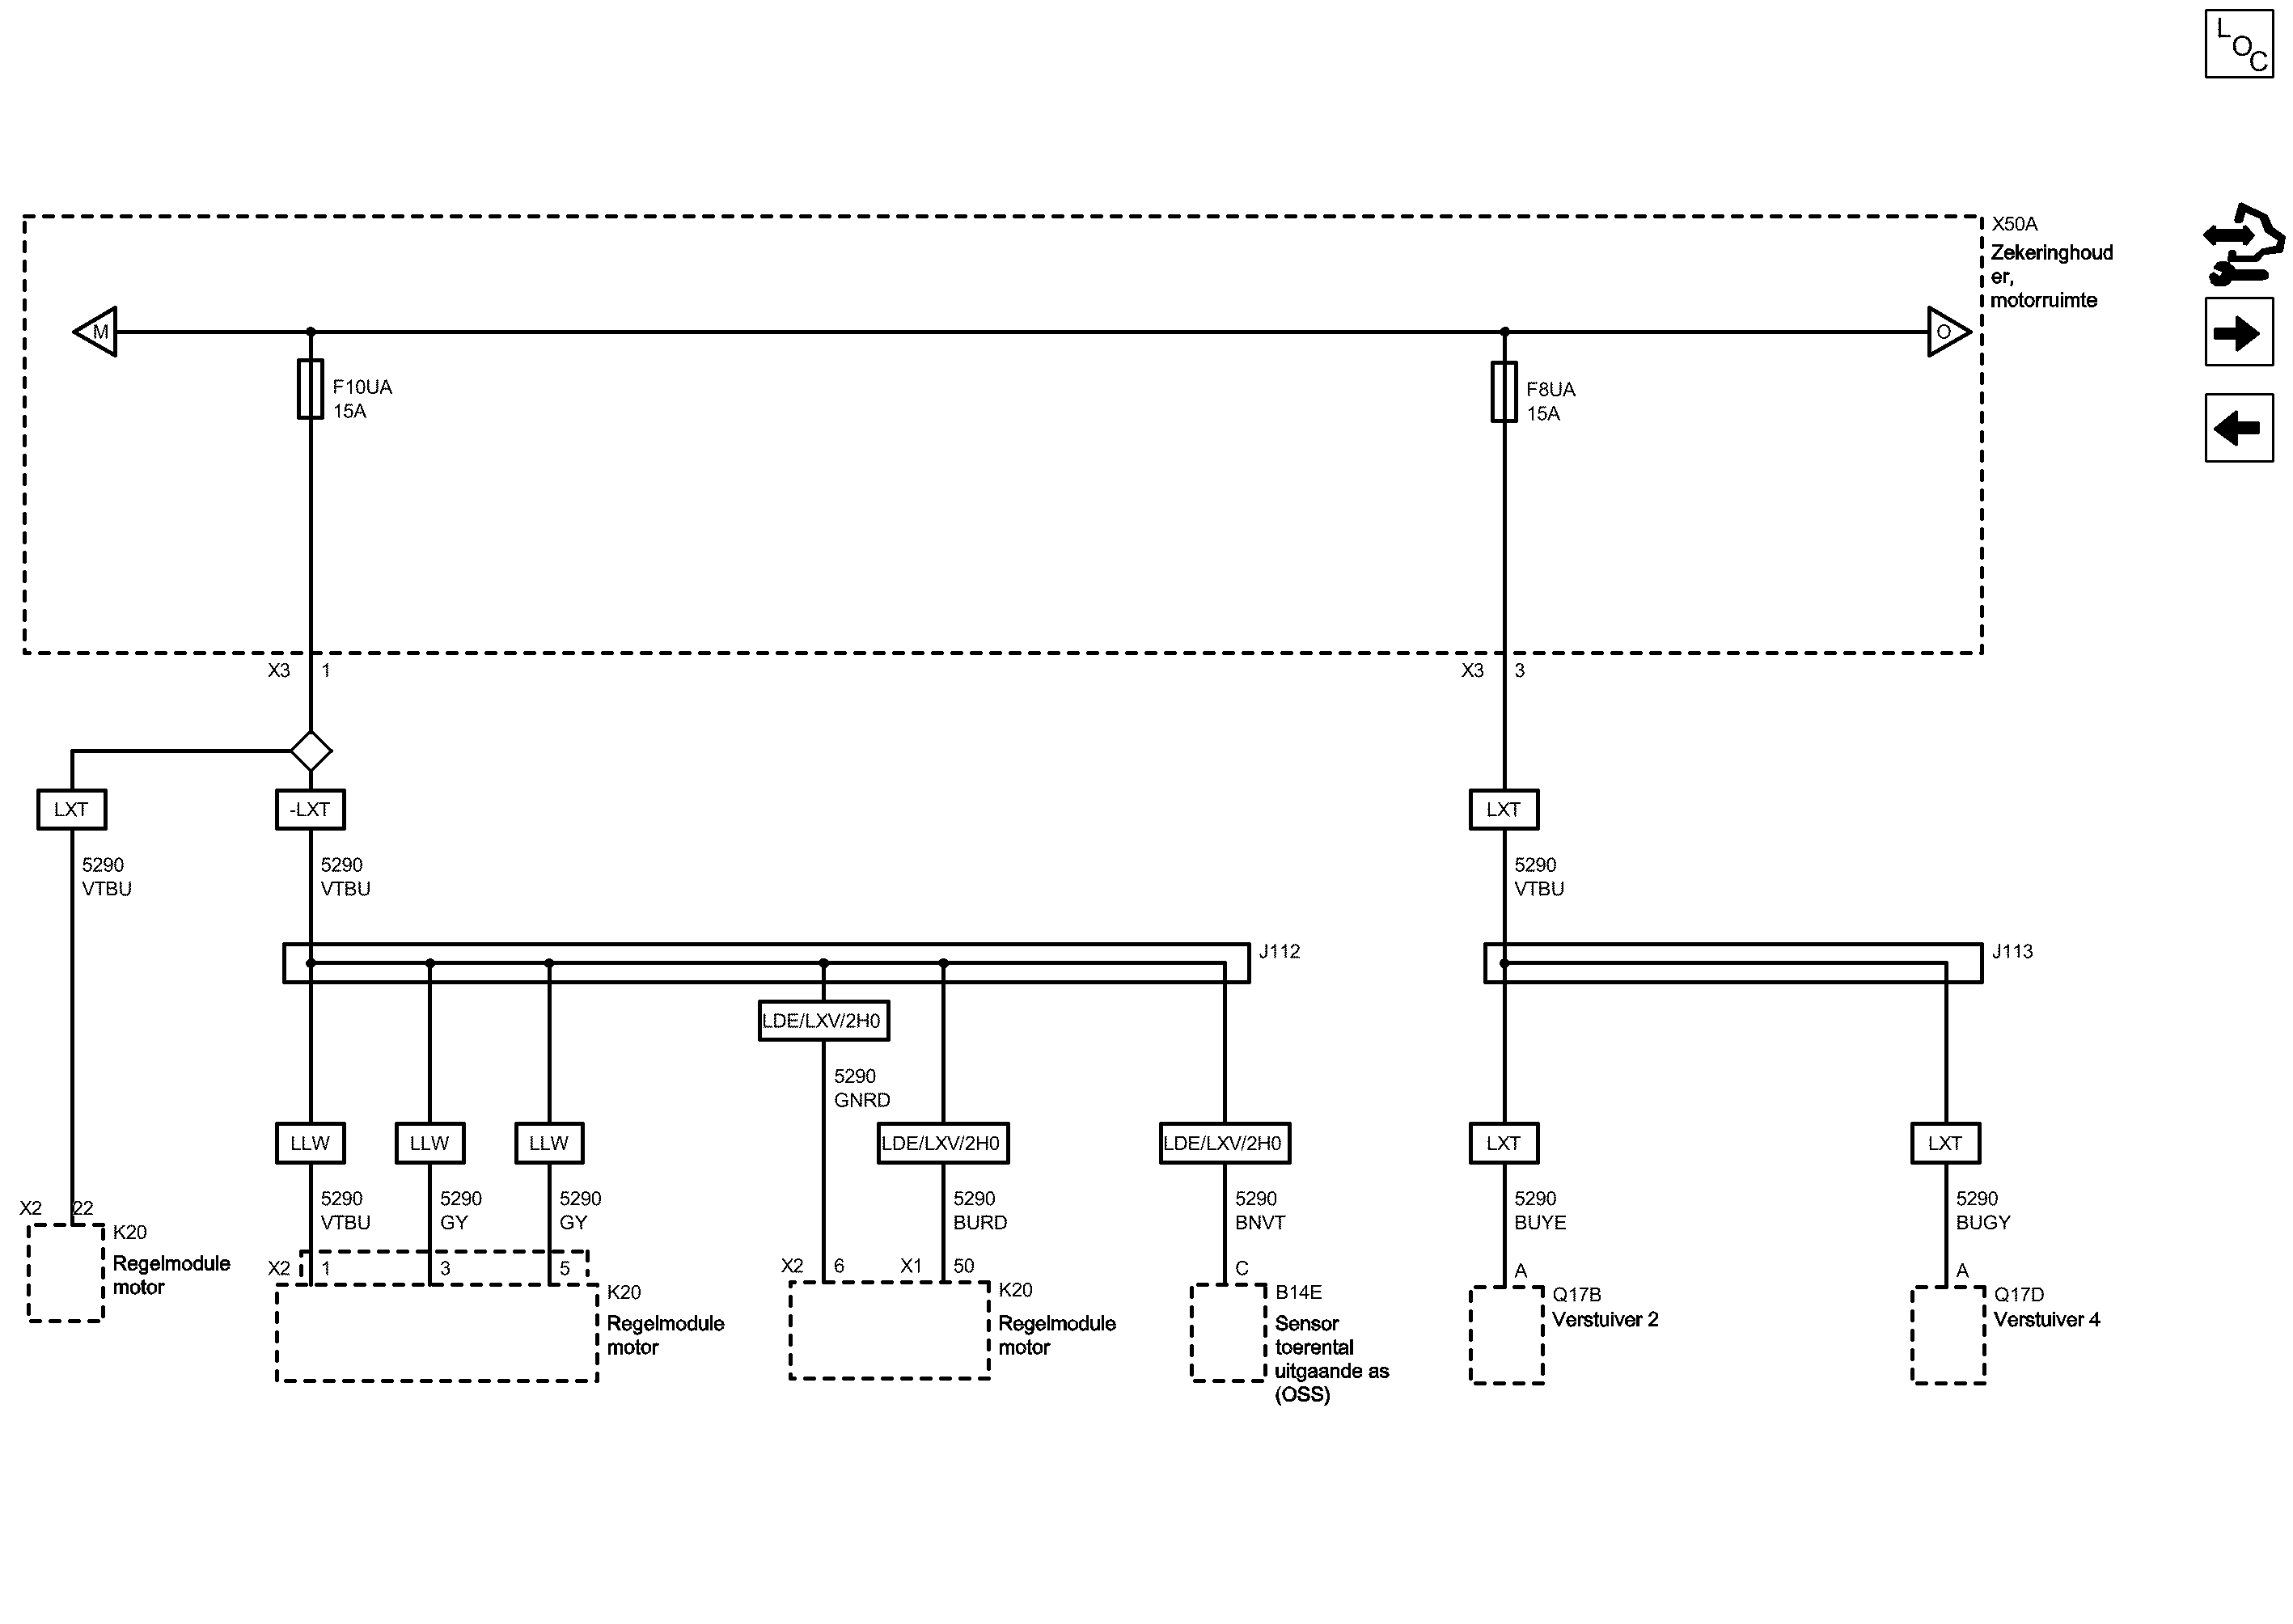 LOC
X50A
Zekeringhoud
er,
motorruimte
M
O
F10UA
15A
F8UA
15A
X3 1
X3 3
LXT
-LXT
LXT
5290
VTBU
5290
VTBU
5290
VTBU
J112
J113
LDE/LXV/2H0
5290
GNRD
LLW
LLW
LLW
LDE/LXV/2H0
LDE/LXV/2H0
LXT
LXT
5290
VTBU
5290
GY
5290
GY
5290
BURD
5290
BNVT
5290
BUYE
5290
BUGY
X2 22
K20
Regelmodule
motor
X2 1 3 5
K20
Regelmodule
motor
X2 6 X1 50
K20
Regelmodule
motor
C
B14E
Sensor
toerental
uitgaande as
(OSS)
A
Q17B
Verstuiver 2
A
Q17D
Verstuiver 4